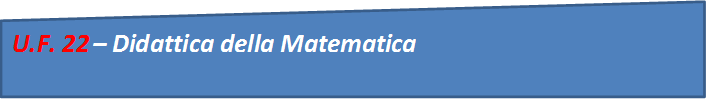 U.F. 22 – Didattica della Matematica